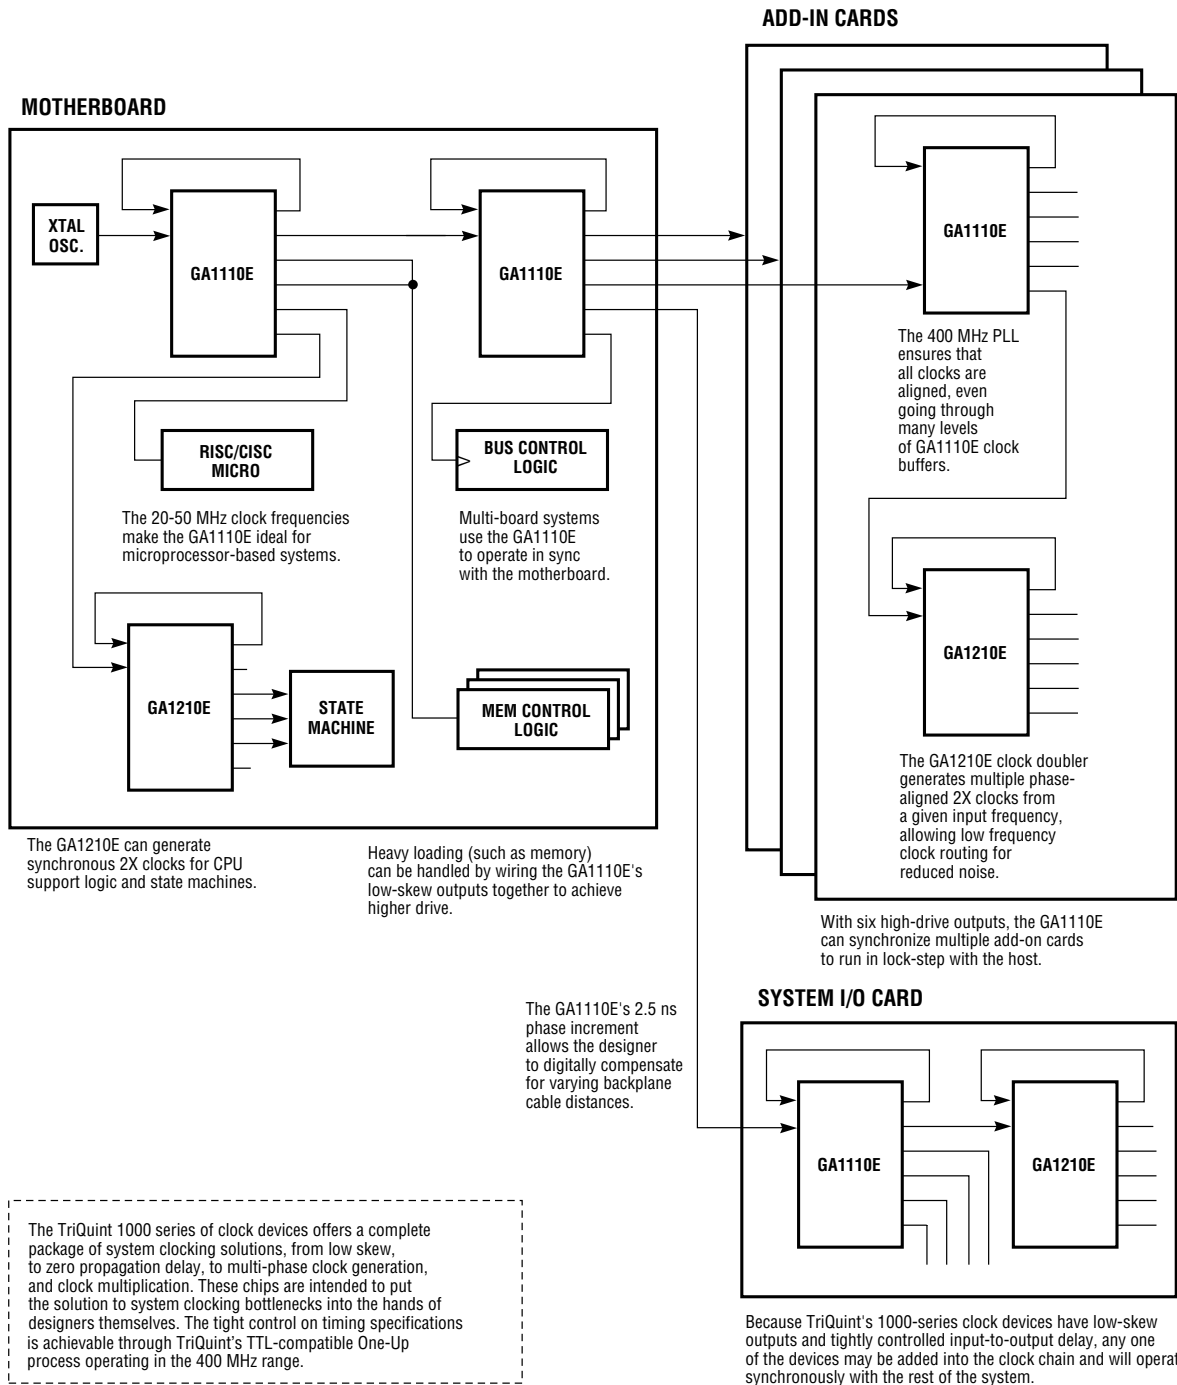 ADD-IN CARDS
MOTHERBOARD
XTAL
OSC.
GA1110E
GA1110E
GA1110E
The 400 MHz PLL
ensures that
all clocks are
aligned, even
going through
many levels
of GA1110E clock
buffers.
RISC/CISC
MICRO
BUS CONTROL
LOGIC
The 20-50 MHz clock frequencies
make the GA1110E ideal for
microprocessor-based systems.
Multi-board systems
use the GA1110E
to operate in sync
with the motherboard.
GA1210E
STATE
MACHINE
MEM CONTROL
LOGIC
GA1210E
The GA1210E clock doubler
generates multiple phase-
aligned 2X clocks from
a given input frequency,
allowing low frequency
clock routing for
reduced noise.
The GA1210E can generate
synchronous 2X clocks for CPU
support logic and state machines.
Heavy loading (such as memory)
can be handled by wiring the GA1110E's
low-skew outputs together to achieve
higher drive.
With six high-drive outputs, the GA1110E
can synchronize multiple add-on cards
to run in lock-step with the host.
The GA1110E's 2.5 ns
phase increment
allows the designer
to digitally compensate
for varying backplane
cable distances.
SYSTEM I/O CARD
GA1110E
GA1210E
The TriQuint 1000 series of clock devices offers a complete
package of system clocking solutions, from low skew,
to zero propagation delay, to multi-phase clock generation,
and clock multiplication. These chips are intended to put
the solution to system clocking bottlenecks into the hands of
designers themselves. The tight control on timing specifications
is achievable through TriQuint’s TTL-compatible One-Up
process operating in the 400 MHz range.
Because TriQuint's 1000-series clock devices have low-skew
outputs and tightly controlled input-to-output delay, any one
of the devices may be added into the clock chain and will operat
synchronously with the rest of the system.